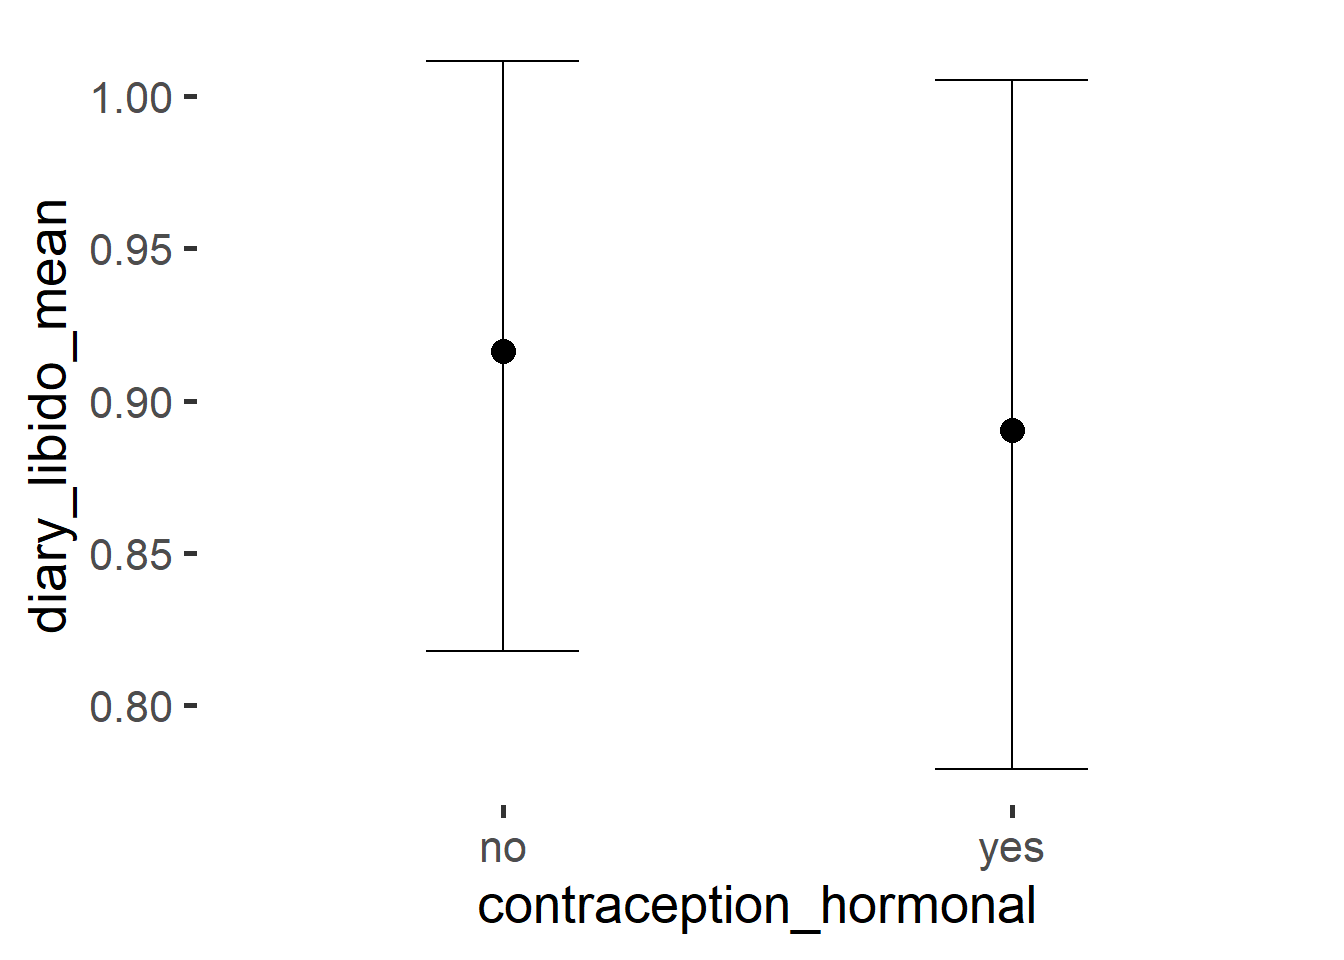 diary_libido_mean
1.00
0.95
0.90
0.85
0.80
no yes
contraception_hormonal